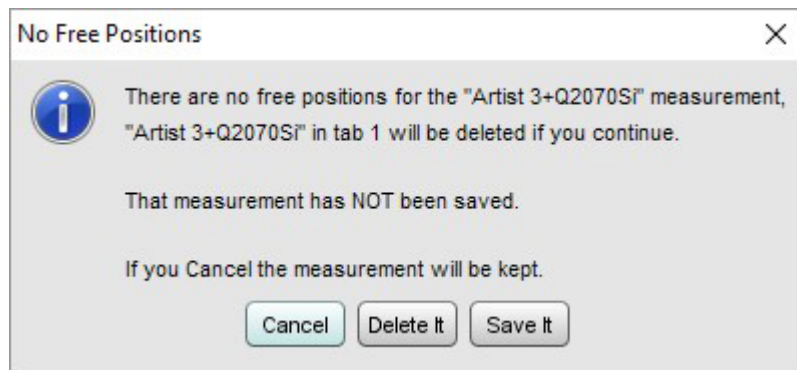 No Free Positions
There are no free positions for the "Artist 3+Q2070Si" measurement,
"Artist 3+Q2070Si" in tab 1 will be deleted if you continue.
That measurement has NOT been saved.
If you Cancel the measurement will be kept.
Cancel Delete It Save It